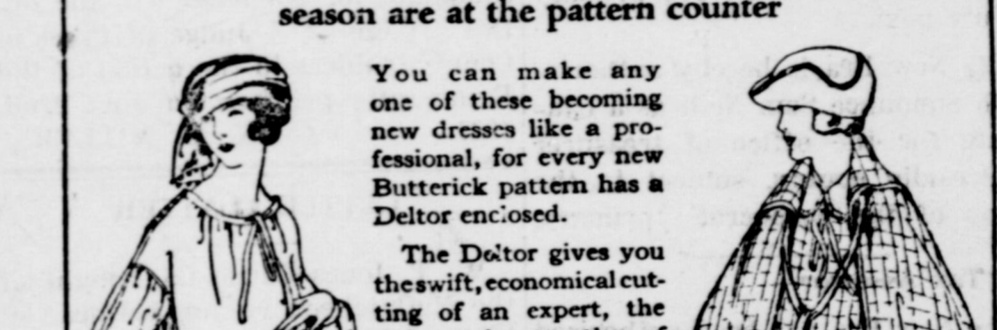 season are at the pattern counter
You can make any
one of these becoming
new dresses like a pro-
fessional, for every new
Butterick pattern has a
Deltor enclosed.
The Deltor gives you
the swift, economical cut-
ting of an expert, the